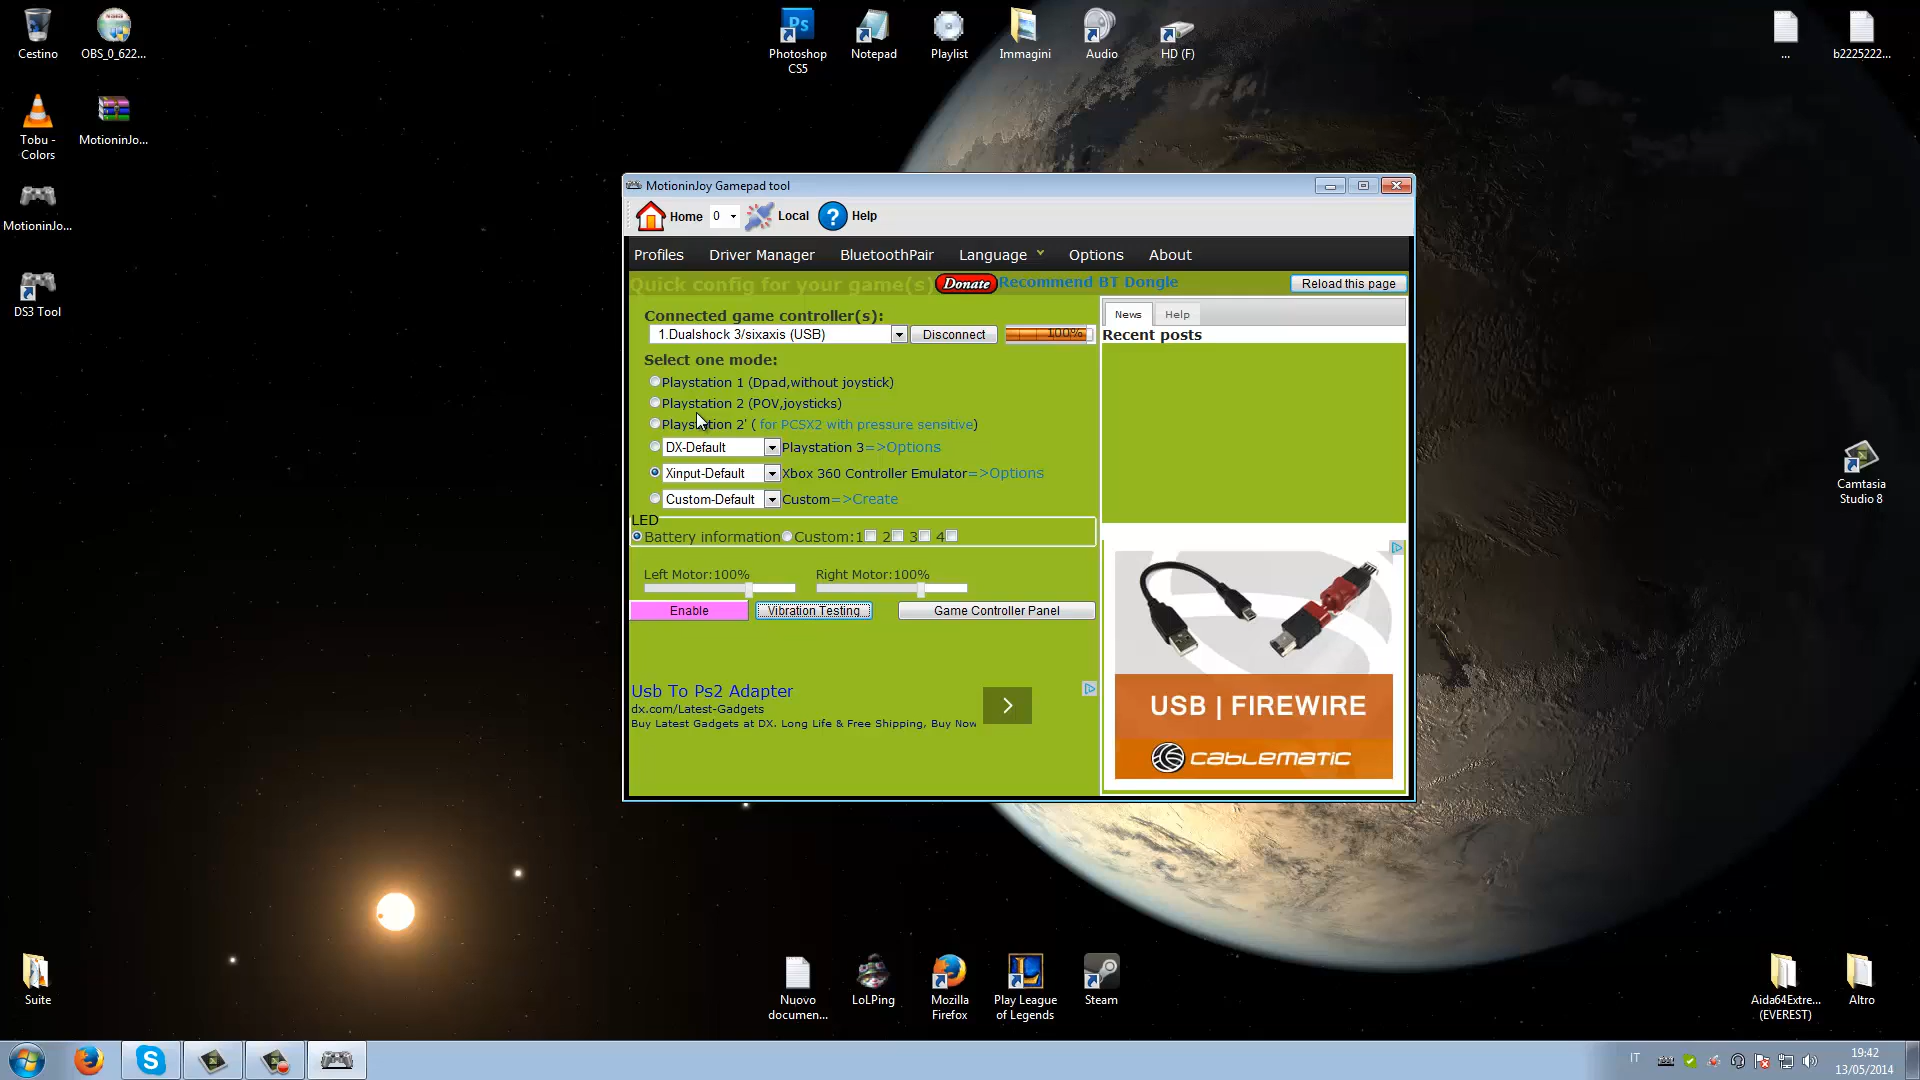 Cestino
OBS_0_622...
Photoshop
CS5
Notepad
Playlist
Immagini
Audio
HD (F)
...
b2225222...
Tobu -
Colors
MotioninJo...
MotioninJo...
DS3 Tool
MotioninJoy Gamepad tool
Home 0 Local ? Help
Profiles Driver Manager BluetoothPair Language Options About
Quick config for your game(s) Donate Recommend BT Dongle Reload this page
Connected game controller(s):
1.Dualshock 3/sixaxis (USB) Disconnect 100%
Select one mode:
Playstation 1 (Dpad,without joystick)
Playstation 2 (POV,joysticks)
Playstation 2' ( for PCSX2 with pressure sensitive)
DX-Default Playstation 3=>Options
Xinput-Default Xbox 360 Controller Emulator=>Options
Custom-Default Custom=>Create
LED
Battery information Custom:1 2 3 4
Left Motor:100% Right Motor:100%
Enable Vibration Testing Game Controller Panel
Usb To Ps2 Adapter
dx.com/Latest-Gadgets
Buy Latest Gadgets at DX. Long Life & Free Shipping, Buy Now
News Help
Recent posts
USB | FIREWIRE
CABLEMATIC
Camtasia
Studio 8
Suite
Nuovo
documen...
LoLPing
Mozilla
Firefox
Play League
of Legends
Steam
Aida64Extre...
(EVEREST)
Altro
IT
19:42
13/05/2014